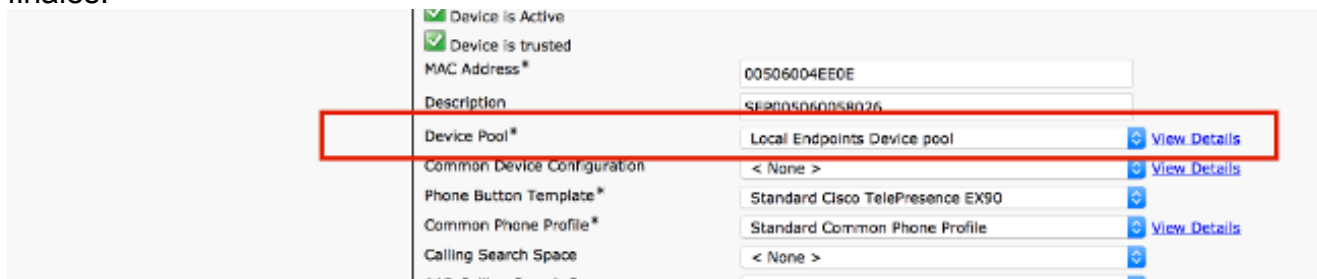 finales.
Device is Active
Device is trusted
MAC Address* 00506004EE0E
Description SEP005060058026
Device Pool* Local Endpoints Device pool View Details
Common Device Configuration < None > View Details
Phone Button Template* Standard Cisco TelePresence EX90
Common Phone Profile* Standard Common Phone Profile View Details
Calling Search Space < None >